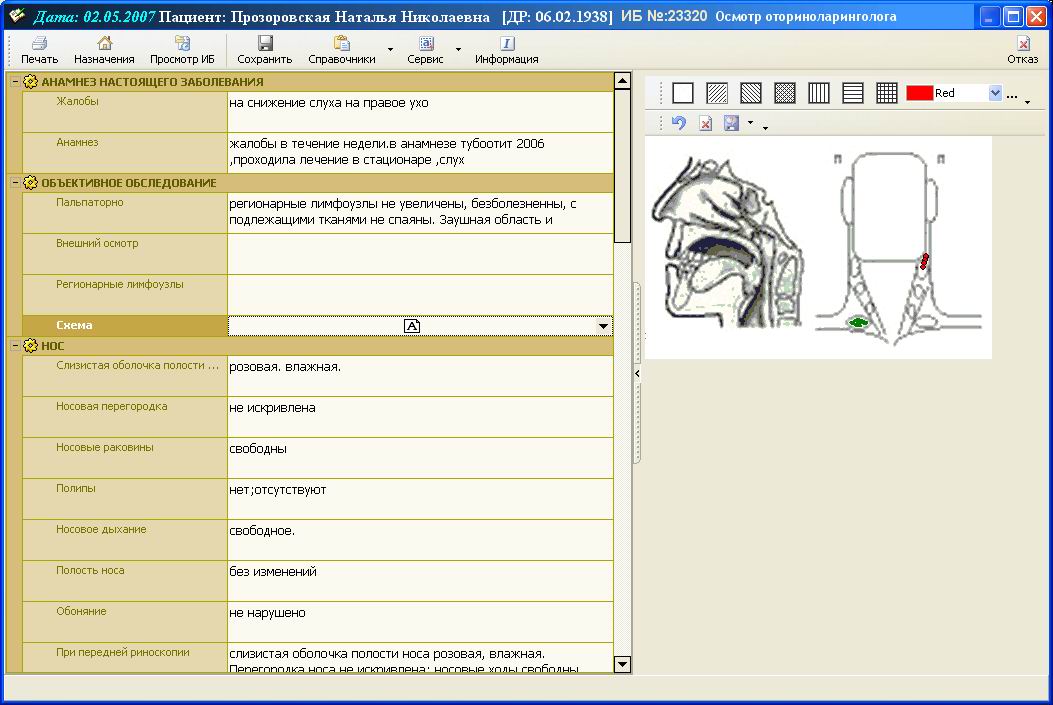 Дата: 02.05.2007 Пациент: Прозоровская Наталья Николаевна [ДР: 06.02.1938] ИБ №:23320 Осмотр оториноларинголога
Печать Назначения Просмотр ИБ Сохранить Справочники Сервис Информация Отказ
АНАМНЕЗ НАСТОЯЩЕГО ЗАБОЛЕВАНИЯ
Жалобы на снижение слуха на правое ухо
Анамнез жалобы в течение недели.в анамнезе тубоотит 2006
,проходила лечение в стационаре ,слух
ОБЪЕКТИВНОЕ ОБСЛЕДОВАНИЕ
Пальпаторно регионарные лимфоузлы не увеличены, безболезненны, с
подлежащими тканями не спаяны. Заушная область и
Внешний осмотр
Регионарные лимфоузлы
Схема A
НОС
Слизистая оболочка полости ... розовая. влажная.
Носовая перегородка не искривлена
Носовые раковины свободны
Полипы нет;отсутствуют
Носовое дыхание свободное.
Полость носа без изменений
Обоняние не нарушено
При передней риноскопии слизистая оболочка полости носа розовая, влажная.
Перегородка носа не искривлена; носовые ходы свободны
Red ...